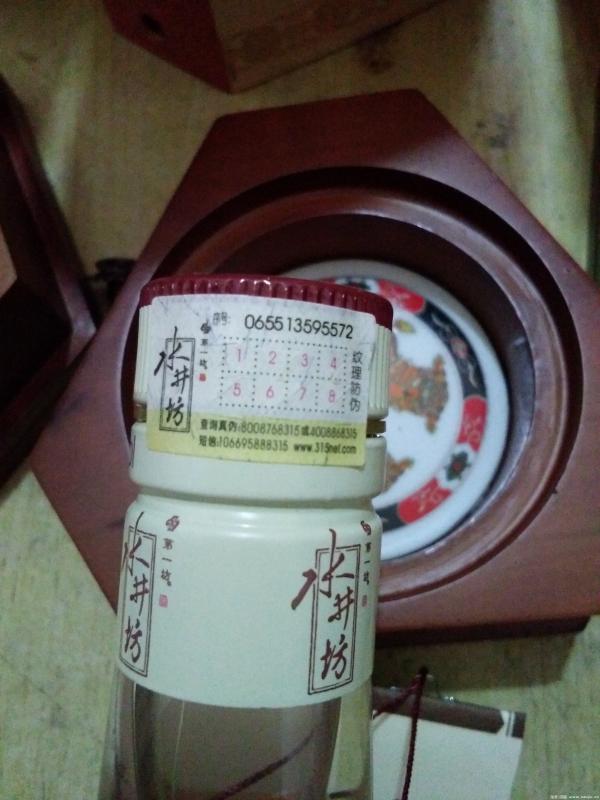 序号: 065513595572
水井坊
第一坊
1 2 3 4
5 6 7 8
纹理防伪
查询真伪:8008768315或4008868315
短信:106695888315 www.315nel.com
水井坊
第一坊
水井坊
第一坊